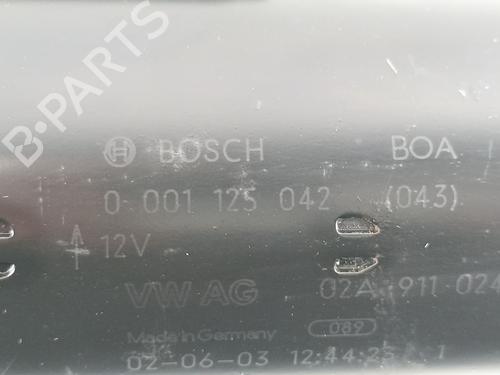 B-PARTS
BOSCH BOA
0 001 125 042 (043)
12V
VW AG 02A 911 024
Made in Germany 089
02-06-03 12:44:25 1